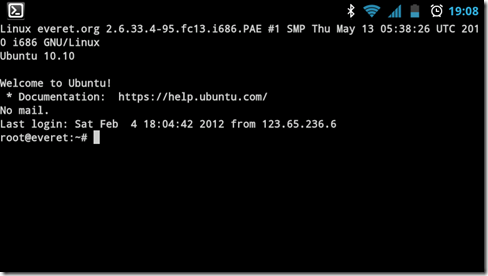 19:08
Linux everet.org 2.6.33.4-95.fc13.i686.PAE #1 SMP Thu May 13 05:38:26 UTC 201
0 i686 GNU/Linux
Ubuntu 10.10
Welcome to Ubuntu!
* Documentation:  https://help.ubuntu.com/
No mail.
Last login: Sat Feb  4 18:04:42 2012 from 123.65.236.6
root@everet:~#